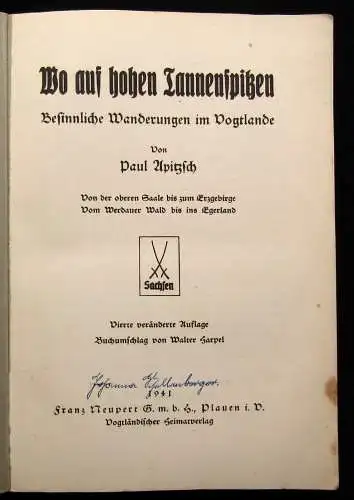 Wo auf hohen Tannenspitzen
Besinnliche Wanderungen im Vogtlande
Von
Paul Apitzsch
Von der oberen Saale bis zum Erzgebirge
Vom Werdauer Wald bis ins Egerland
Sachsen
Vierte veränderte Auflage
Buchumschlag von Walter Harpel
Johanna Schellenberger.
1941
Franz Neupert G. m. b. H., Plauen i. V.
Vogtländischer Heimatverlag